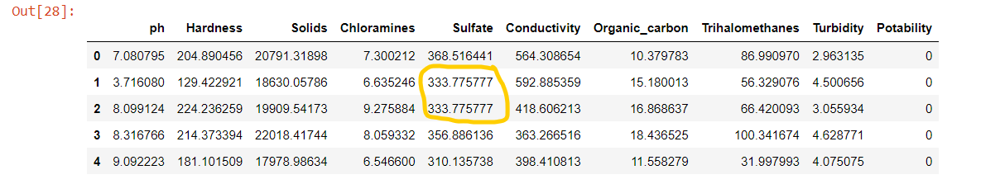 Out[28]:
ph Hardness Solids Chloramines Sulfate Conductivity Organic_carbon Trihalomethanes Turbidity Potability
0 7.080795 204.890456 20791.31898 7.300212 368.516441 564.308654 10.379783 86.990970 2.963135 0
1 3.716080 129.422921 18630.05786 6.635246 333.775777 592.885359 15.180013 56.329076 4.500656 0
2 8.099124 224.236259 19909.54173 9.275884 333.775777 418.606213 16.868637 66.420093 3.055934 0
3 8.316766 214.373394 22018.41744 8.059332 356.886136 363.266516 18.436525 100.341674 4.628771 0
4 9.092223 181.101509 17978.98634 6.546600 310.135738 398.410813 11.558279 31.997993 4.075075 0